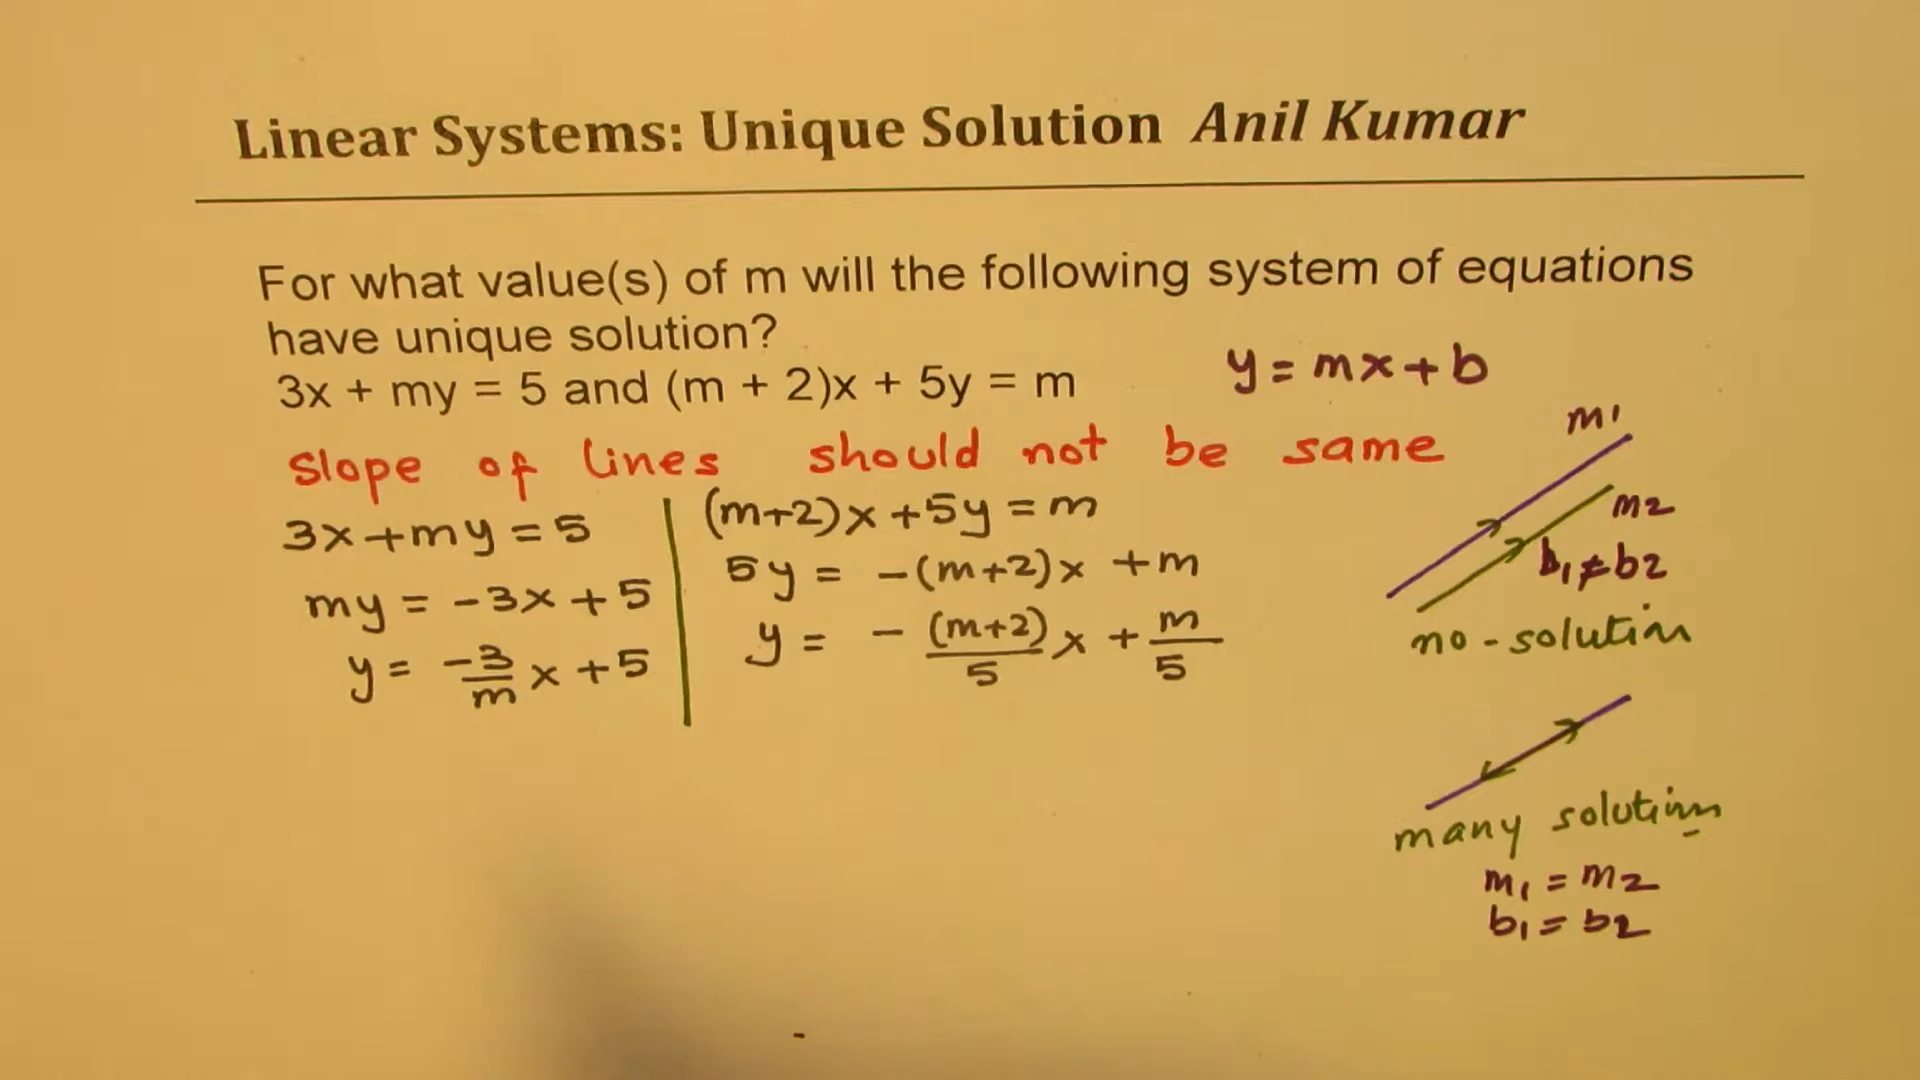 Linear Systems: Unique Solution Anil Kumar
For what value(s) of m will the following system of equations
have unique solution?
3x + my = 5 and (m + 2)x + 5y = m
y = mx + b
Slope of lines should not be same
3x + my = 5
my = -3x + 5
y = -3/m x + 5
(m+2)x + 5y = m
5y = -(m+2)x + m
y = -(m+2)/5 x + m/5
m1
m2
b1 ≠ b2
no - solution
many solution
m1 = m2
b1 = b2